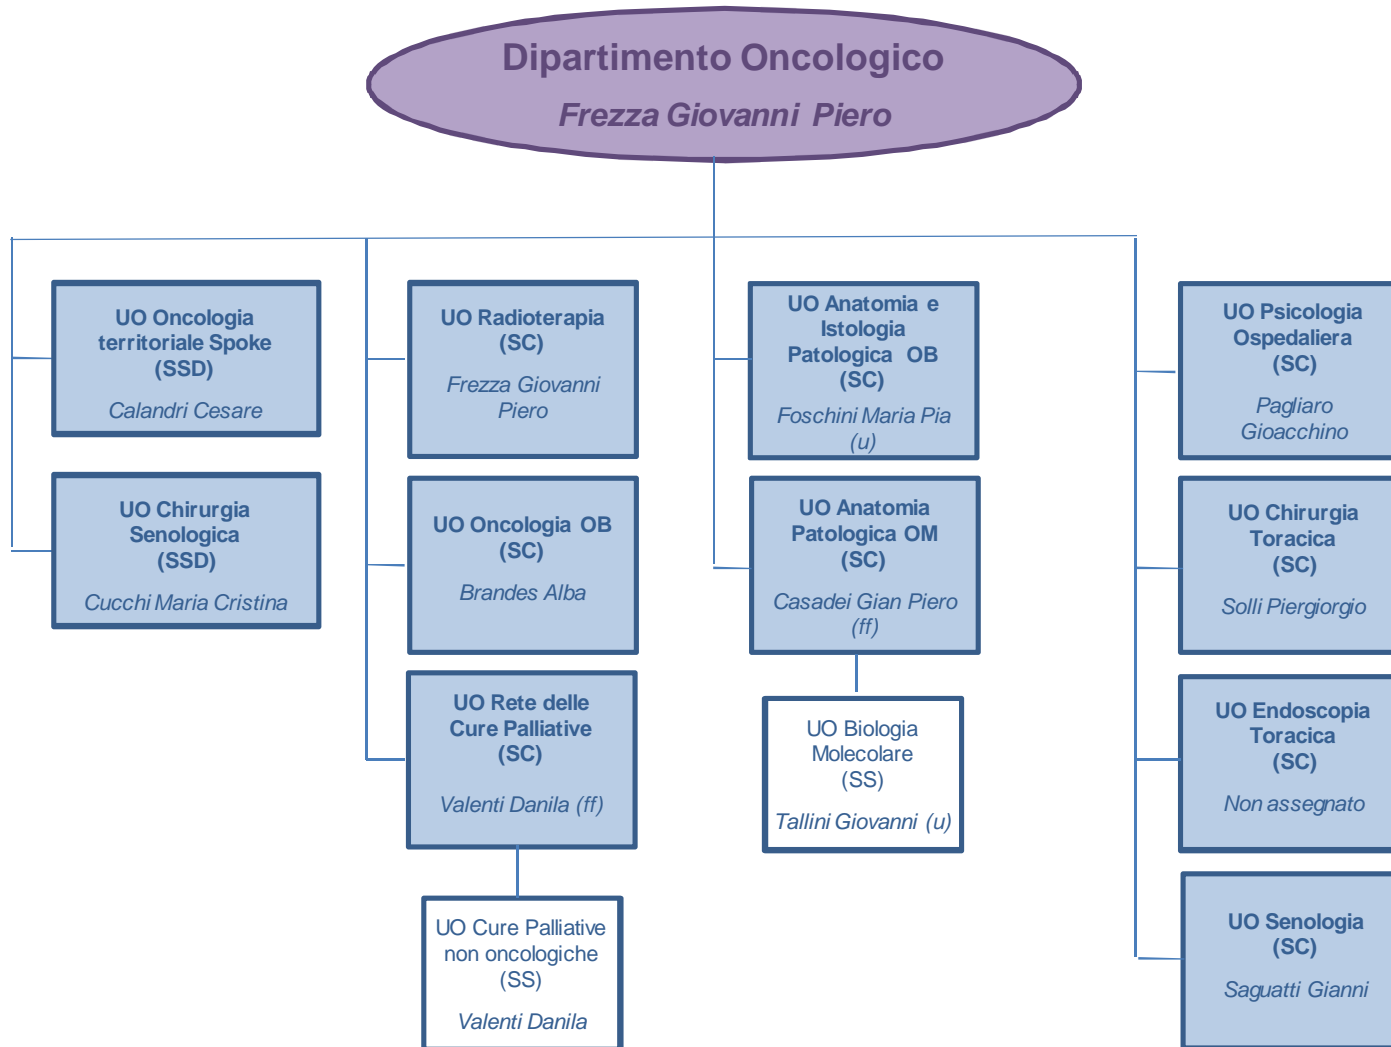 Dipartimento Oncologico
Frezza Giovanni Piero
UO Oncologia
territoriale Spoke
(SSD)
Calandri Cesare
UO Chirurgia
Senologica
(SSD)
Cucchi Maria Cristina
UO Radioterapia
(SC)
Frezza Giovanni
Piero
UO Oncologia OB
(SC)
Brandes Alba
UO Rete delle
Cure Palliative
(SC)
Valenti Danila (ff)
UO Cure Palliative
non oncologiche
(SS)
Valenti Danila
UO Anatomia e
Istologia
Patologica OB
(SC)
Foschini Maria Pia
(u)
UO Anatomia
Patologica OM
(SC)
Casadei Gian Piero
(ff)
UO Biologia
Molecolare
(SS)
Tallini Giovanni (u)
UO Psicologia
Ospedaliera
(SC)
Pagliaro
Gioacchino
UO Chirurgia
Toracica
(SC)
Solli Piergiorgio
UO Endoscopia
Toracica
(SC)
Non assegnato
UO Senologia
(SC)
Saguatti Gianni